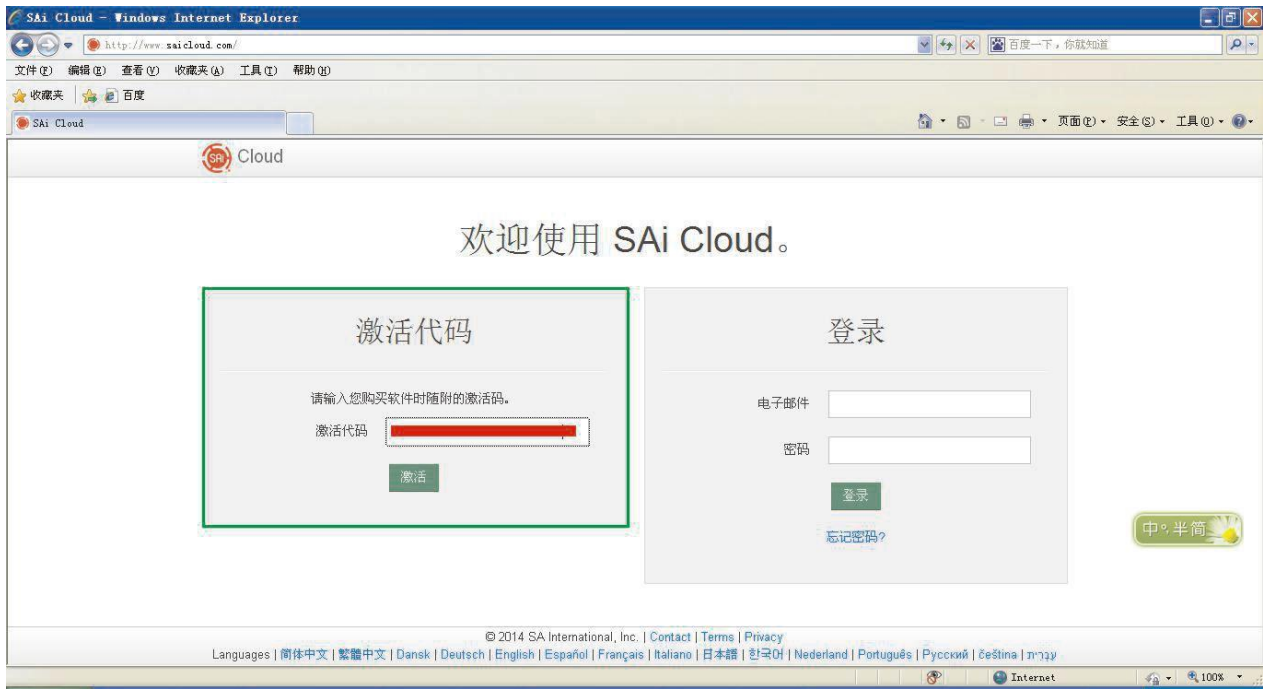 SAi Cloud - Windows Internet Explorer
http://www.saicloud.com/
百度一下，你就知道
文件(F) 编辑(E) 查看(V) 收藏夹(A) 工具(T) 帮助(H)
收藏夹 百度
SAi Cloud
页面(P) 安全(S) 工具(O)
SAi Cloud
欢迎使用 SAi Cloud。
激活代码
请输入您购买软件时随附的激活码。
激活代码
激活
登录
电子邮件
密码
登录
忘记密码?
中 半 简
© 2014 SA International, Inc. | Contact | Terms | Privacy
Languages | 简体中文 | 繁體中文 | Dansk | Deutsch | English | Español | Français | Italiano | 日本語 | 한국어 | Nederland | Português | Русский | čeština | עִבְרִית
Internet
100%